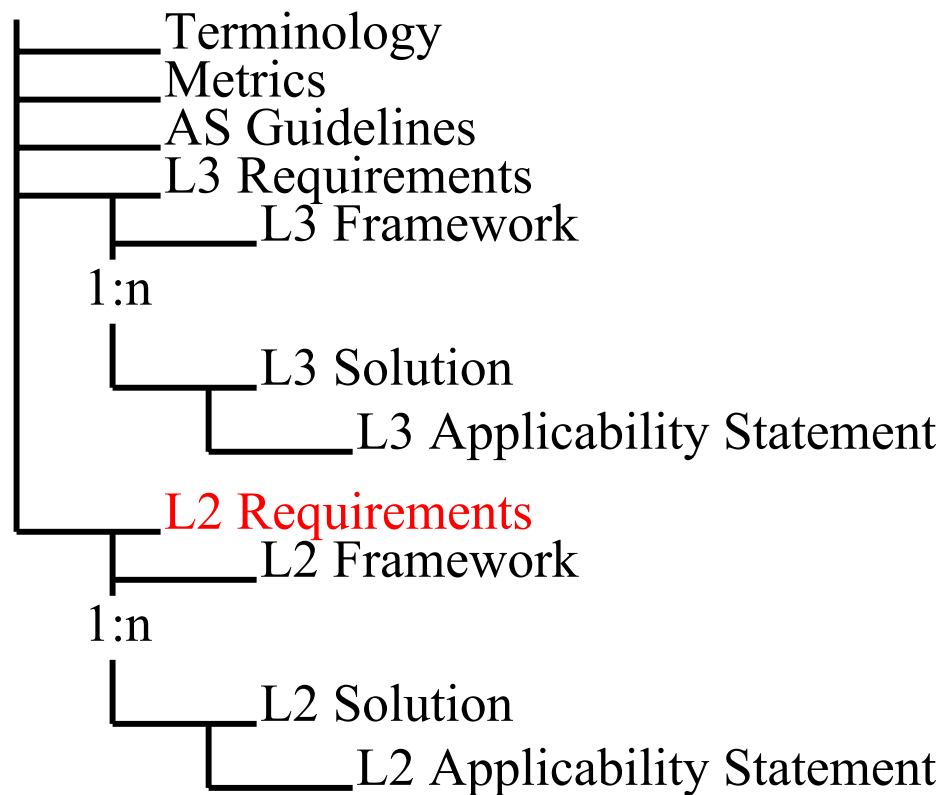 Terminology
Metrics
AS Guidelines
L3 Requirements
L3 Framework
1:n
L3 Solution
L3 Applicability Statement
L2 Requirements
L2 Framework
1:n
L2 Solution
L2 Applicability Statement